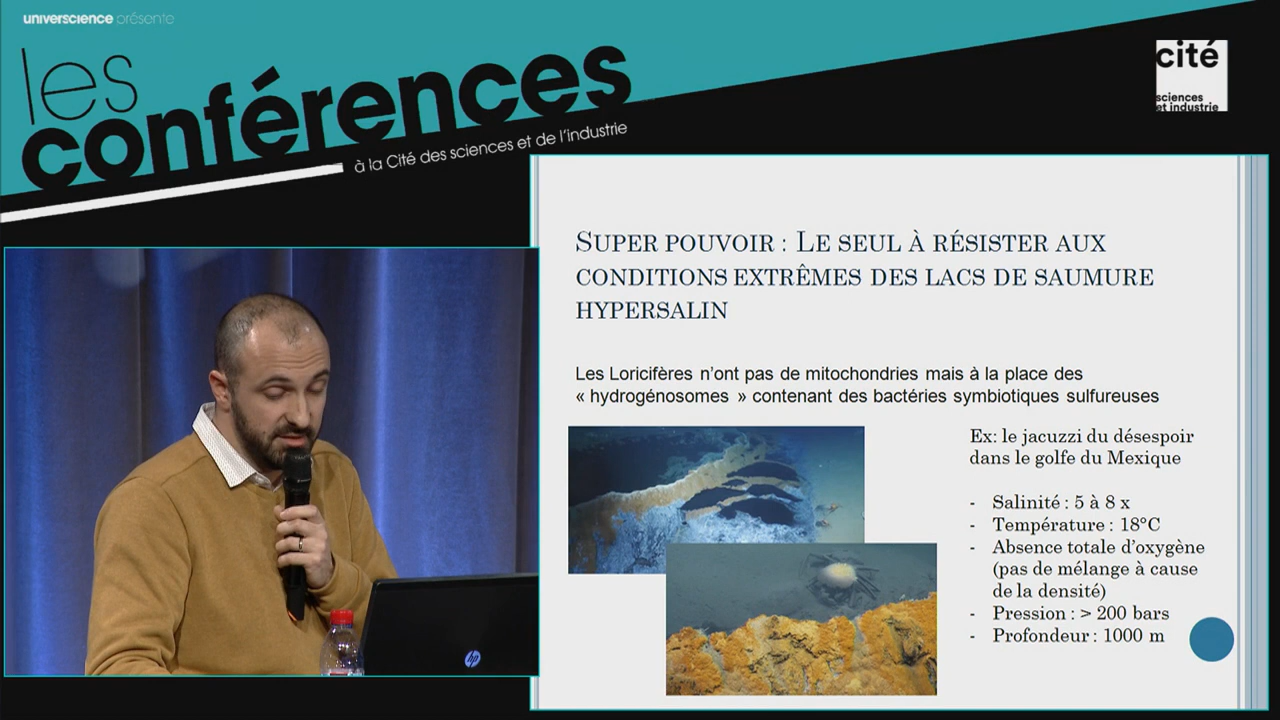 universcience présente
les
conférences
à la Cité des sciences et de l'industrie
cité
sciences
et industrie
SUPER POUVOIR : LE SEUL À RÉSISTER AUX
CONDITIONS EXTRÊMES DES LACS DE SAUMURE
HYPERSALIN
Les Loricifères n'ont pas de mitochondries mais à la place des
« hydrogénosomes » contenant des bactéries symbiotiques sulfureuses
Ex: le jacuzzi du désespoir
dans le golfe du Mexique
- Salinité : 5 à 8 x
- Température : 18°C
- Absence totale d'oxygène
(pas de mélange à cause
de la densité)
- Pression : > 200 bars
- Profondeur : 1000 m
hp